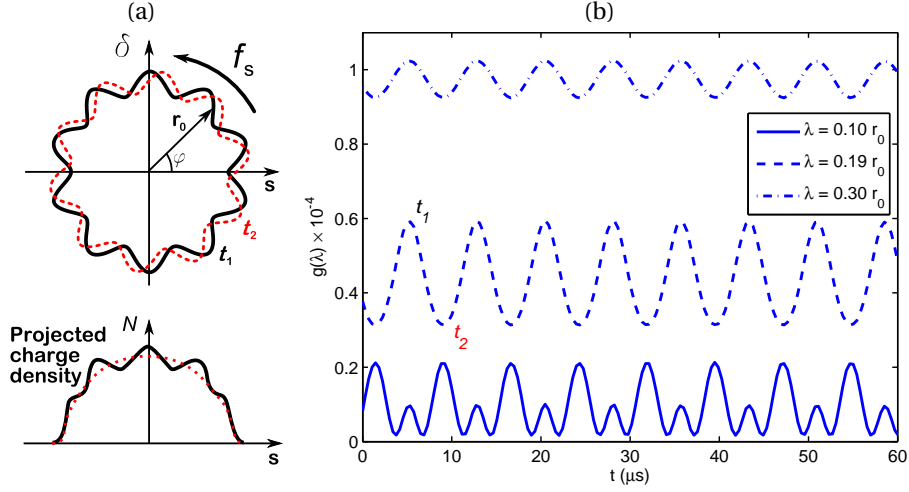 (a)
(b)
δ
f_s
r_0
φ
s
t_2
t_1
Projected
charge
density
N
s
g(λ) × 10^-4
1
0.8
0.6
0.4
0.2
0
t_1
t_2
λ = 0.10 r_0
λ = 0.19 r_0
λ = 0.30 r_0
0 10 20 30 40 50 60
t (μs)